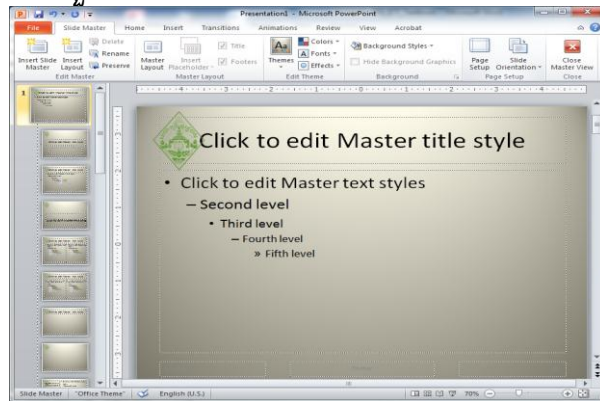 Presentation1 - Microsoft PowerPoint
File Slide Master Home Insert Transitions Animations Review View Acrobat
Insert Slide Master
Insert Layout
Delete
Rename
Preserve
Edit Master
Master Layout
Insert Placeholder
Title
Footers
Master Layout
Themes
Colors
Fonts
Effects
Edit Theme
Background Styles
Hide Background Graphics
Background
Page Setup
Slide Orientation
Page Setup
Close Master View
Close
1
Click to edit Master title style
• Click to edit Master text styles
– Second level
• Third level
– Fourth level
» Fifth level
Slide Master "Office Theme" English (U.S.) 70%